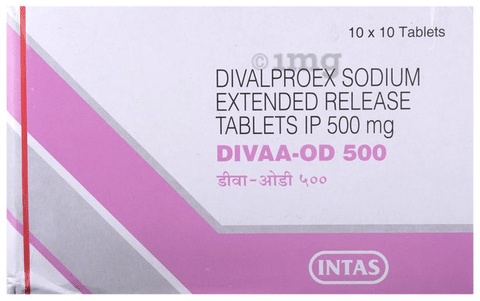 10 x 10 Tablets
©1mg
DIVALPROEX SODIUM
EXTENDED RELEASE
TABLETS IP 500 mg
DIVAA-OD 500
डीवा - ओडी ५००
INTAS